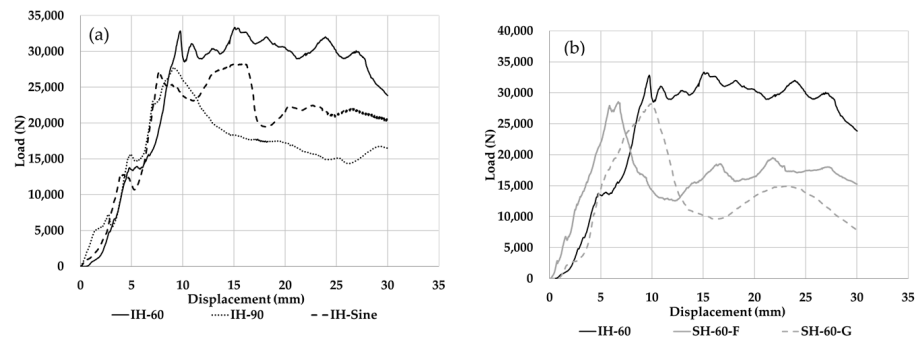 (a)
Load (N)
35,000
30,000
25,000
20,000
15,000
10,000
5,000
0
0 5 10 15 20 25 30 35
Displacement (mm)
IH-60 IH-90 IH-Sine
(b)
Load (N)
40,000
35,000
30,000
25,000
20,000
15,000
10,000
5,000
0
0 5 10 15 20 25 30 35
Displacement (mm)
IH-60 SH-60-F SH-60-G